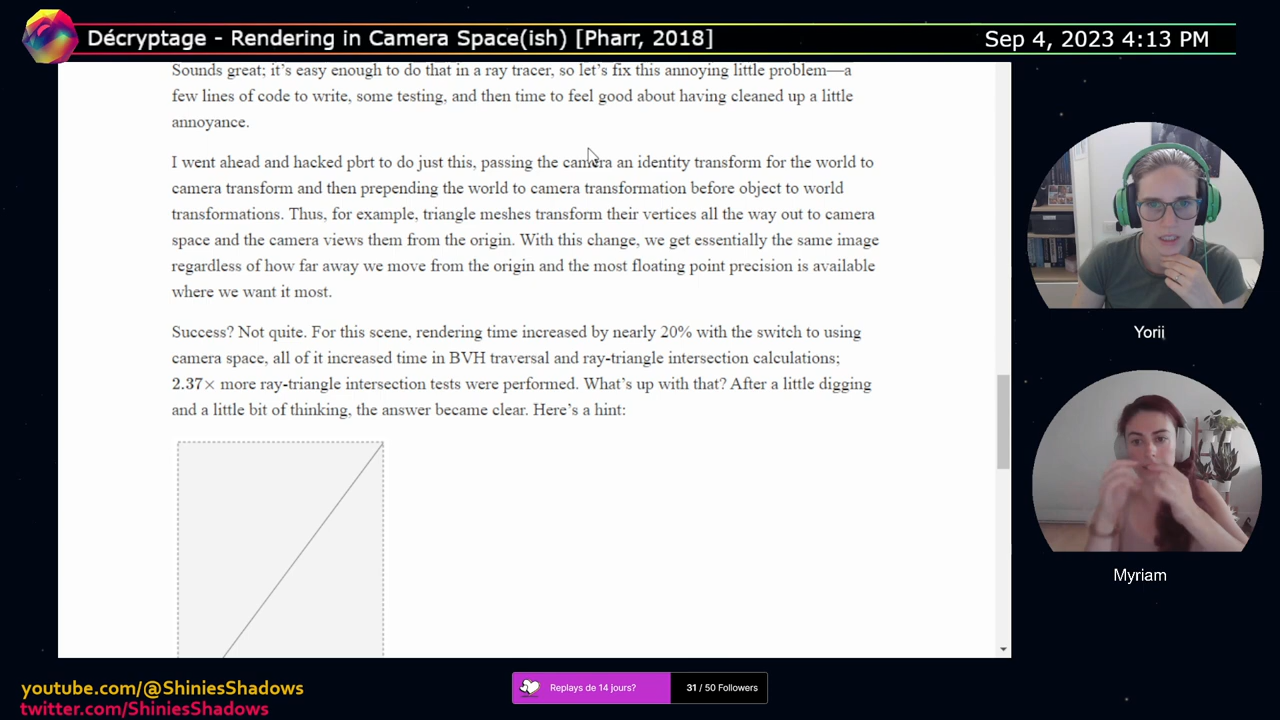 Décryptage - Rendering in Camera Space(ish) [Pharr, 2018]
Sep 4, 2023 4:13 PM
Sounds great; it’s easy enough to do that in a ray tracer, so let’s fix this annoying little problem—a
few lines of code to write, some testing, and then time to feel good about having cleaned up a little
annoyance.
I went ahead and hacked pbrt to do just this, passing the camera an identity transform for the world to
camera transform and then prepending the world to camera transformation before object to world
transformations. Thus, for example, triangle meshes transform their vertices all the way out to camera
space and the camera views them from the origin. With this change, we get essentially the same image
regardless of how far away we move from the origin and the most floating point precision is available
where we want it most.
Success? Not quite. For this scene, rendering time increased by nearly 20% with the switch to using
camera space, all of it increased time in BVH traversal and ray-triangle intersection calculations;
2.37× more ray-triangle intersection tests were performed. What’s up with that? After a little digging
and a little bit of thinking, the answer became clear. Here’s a hint:
Yorii
Myriam
Replays de 14 jours?
31 / 50 Followers
youtube.com/@ShiniesShadows
twitter.com/ShiniesShadows